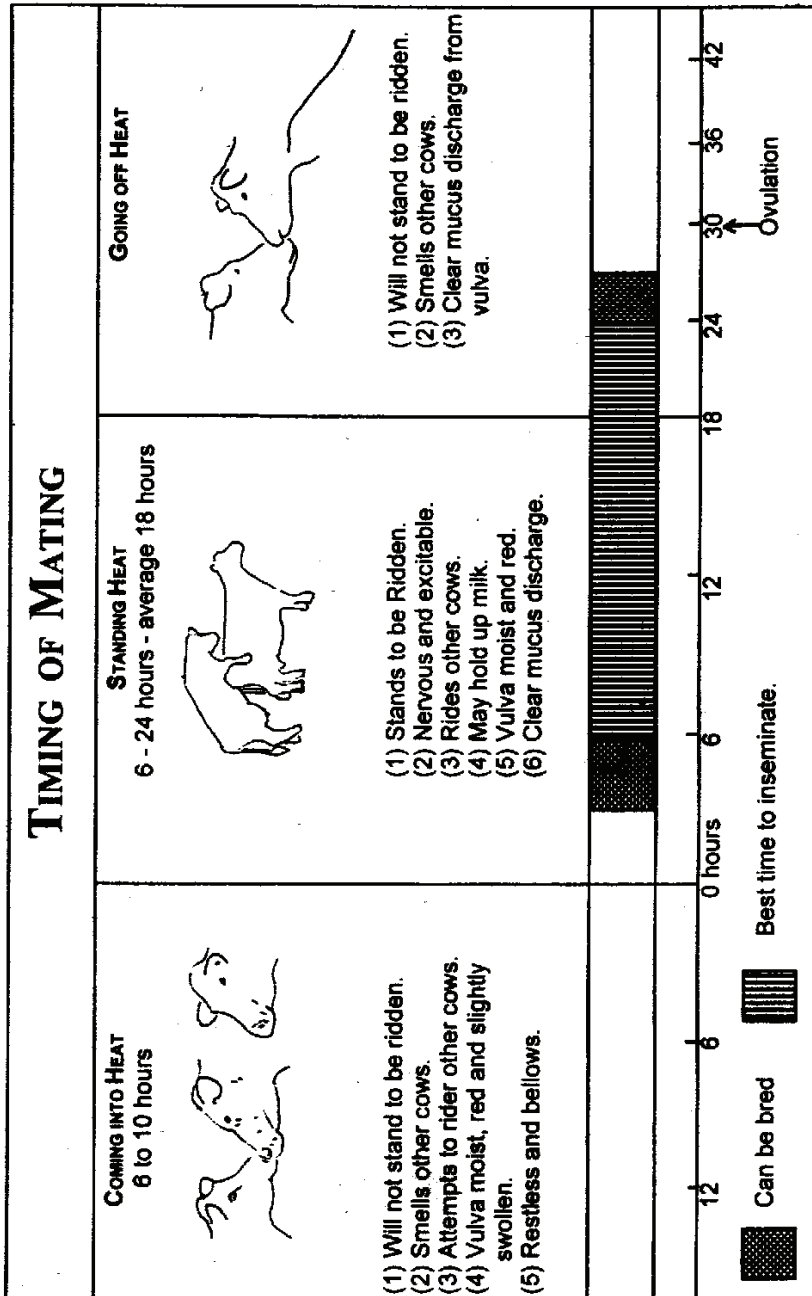 TIMING OF MATING
COMING INTO HEAT
6 to 10 hours
(1) Will not stand to be ridden.
(2) Smells other cows.
(3) Attempts to rider other cows.
(4) Vulva moist, red and slightly
swollen.
(5) Restless and bellows.
STANDING HEAT
6 - 24 hours - average 18 hours
(1) Stands to be Ridden.
(2) Nervous and excitable.
(3) Rides other cows.
(4) May hold up milk.
(5) Vulva moist and red.
(6) Clear mucus discharge.
GOING OFF HEAT
(1) Will not stand to be ridden.
(2) Smells other cows.
(3) Clear mucus discharge from
vulva.
12 6 0 hours 6 12 18 24 30 36 42
Ovulation
Can be bred
Best time to inseminate.